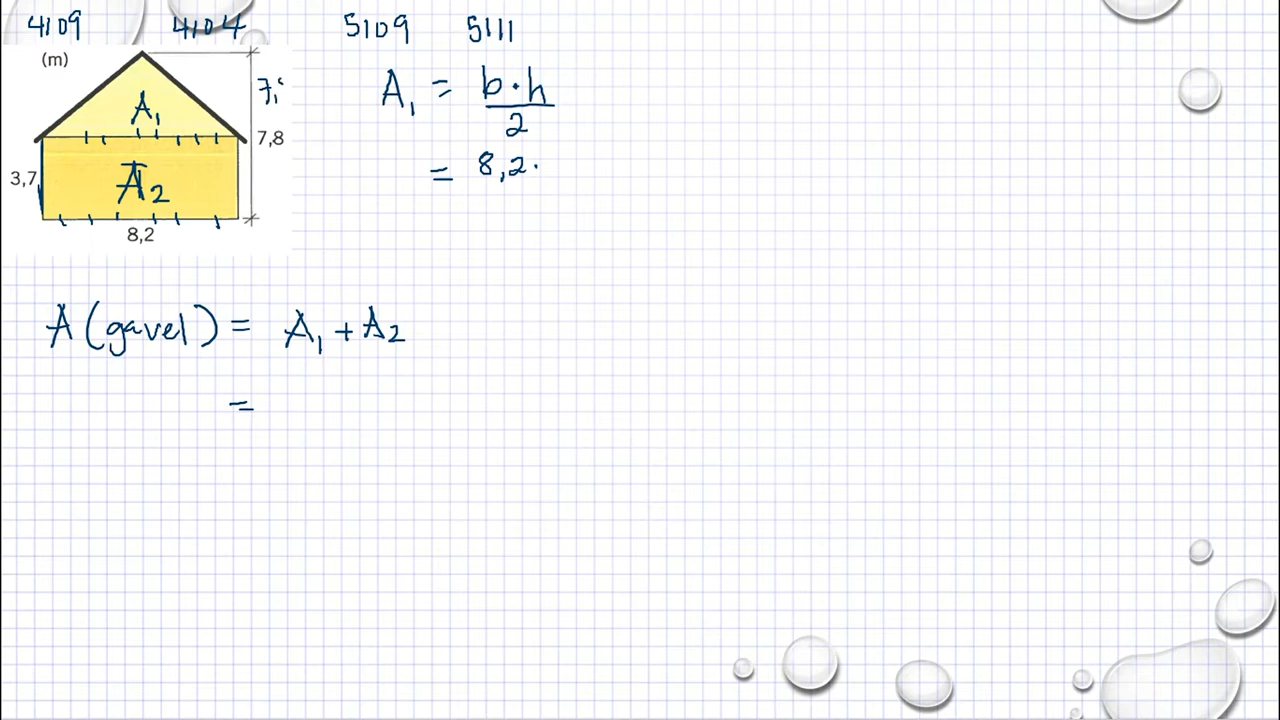 4109 4104 5109 5111
(m)
A₁ = b·h
2
7,
A₁
7,8
= 8,2·
3,7
A₂
8,2
A(gavel) = A₁ + A₂
=